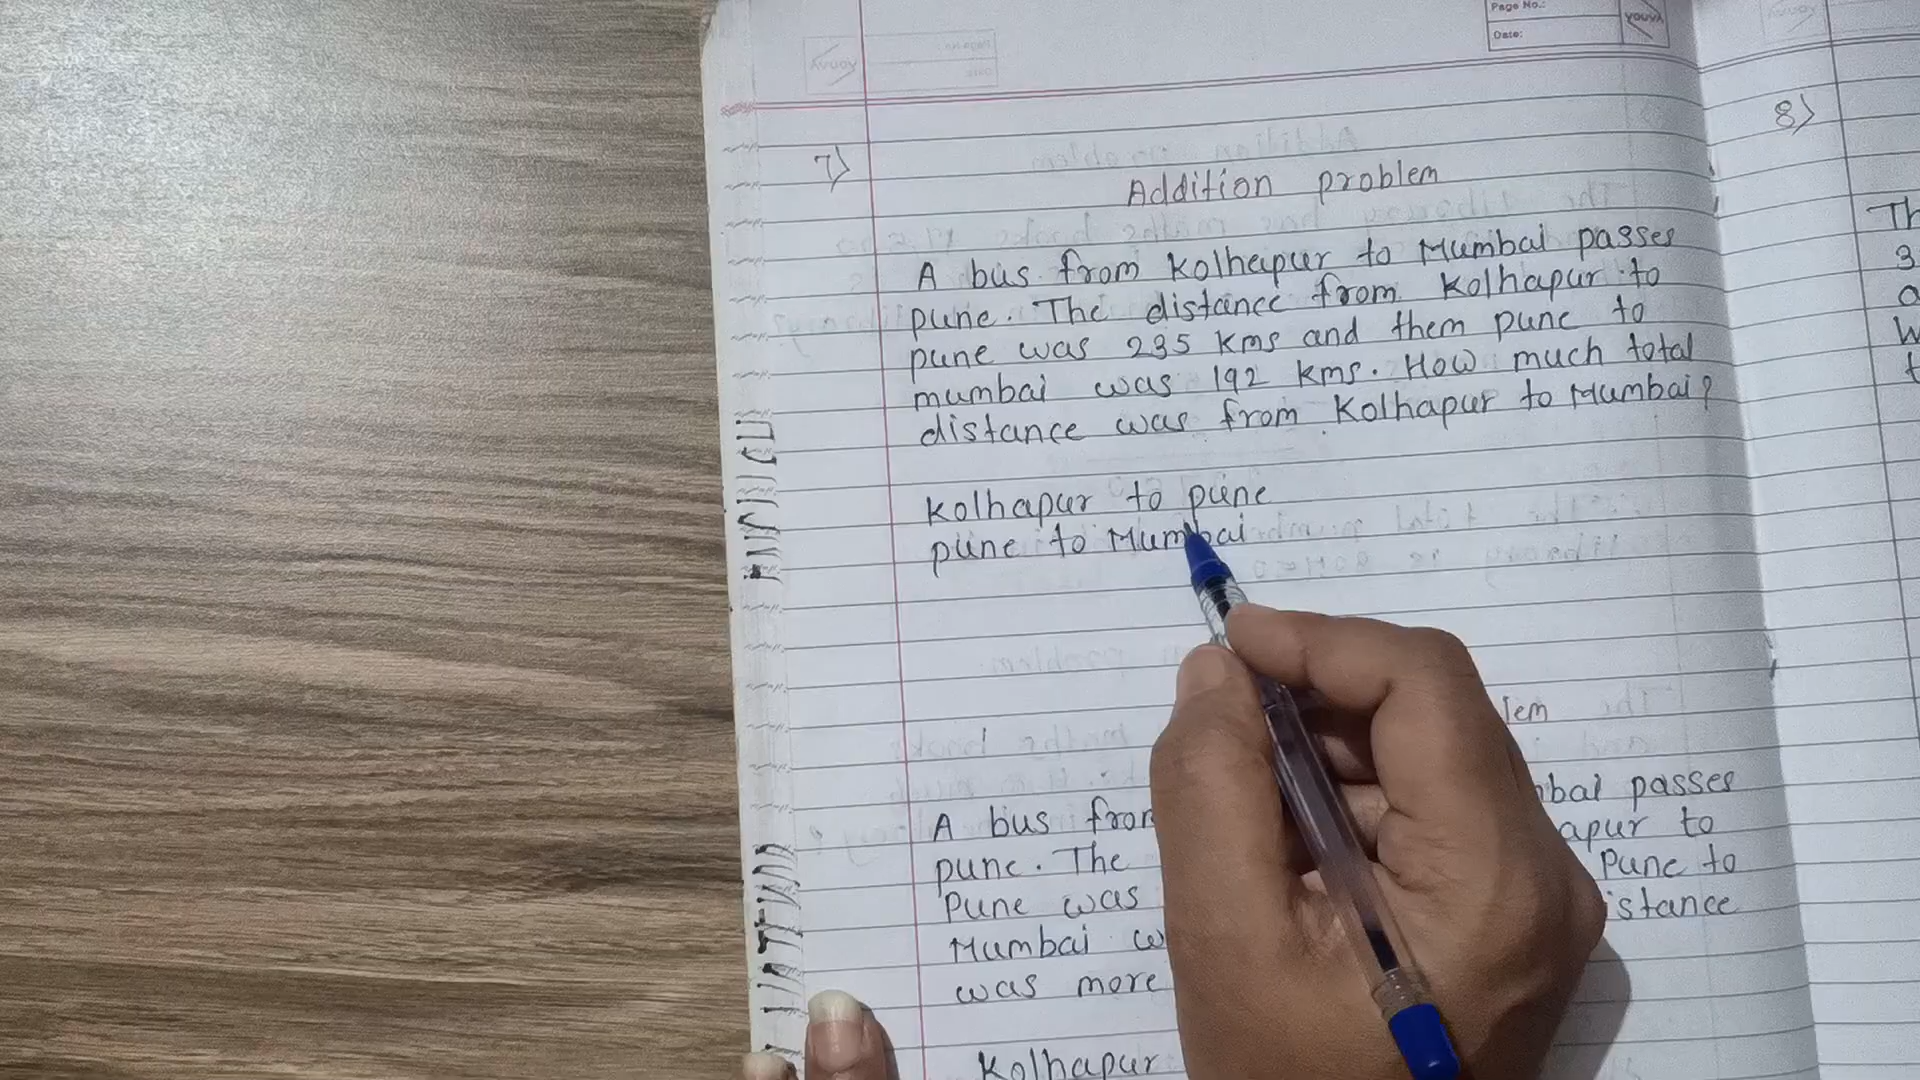 Page No.:
Date:
youvA
7)
Addition problem
A bus from Kolhapur to Mumbai passes
pune. The distance from Kolhapur to
pune was 235 kms and them pune to
mumbai was 192 kms. How much total
distance was from Kolhapur to Mumbai?
Kolhapur to pune
pune to Mumbai
lem
A bus from
bai passes
pune. The
apur to
Pune was
Pune to
Mumbai
istance
was more
Kolhapur
8)
Th
3